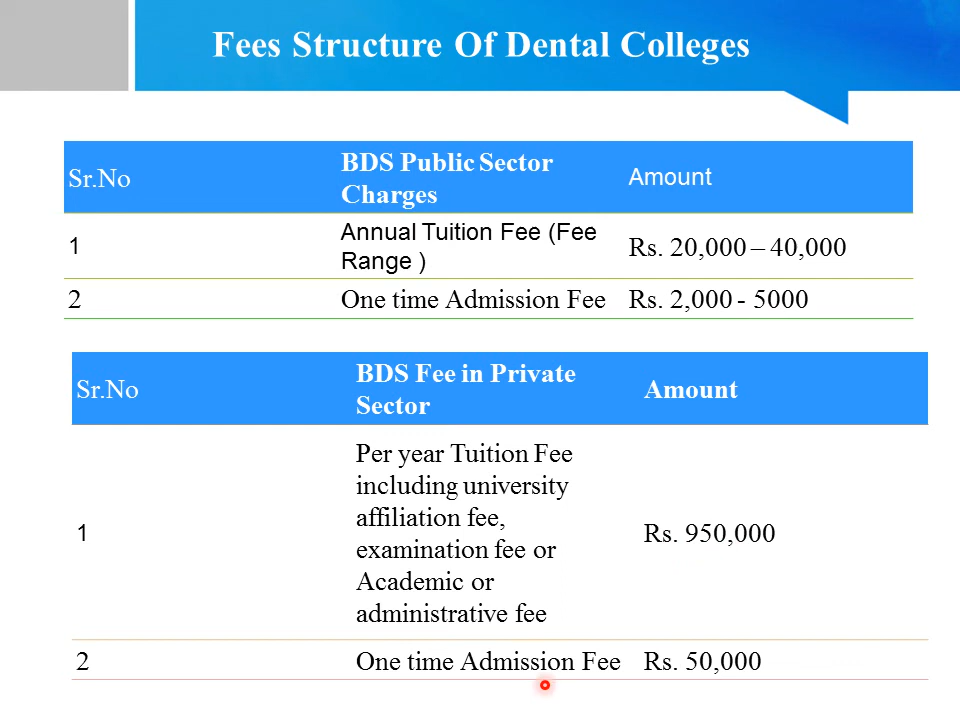 Fees Structure Of Dental Colleges
Sr.No
BDS Public Sector
Charges
Amount
1
Annual Tuition Fee (Fee
Range )
Rs. 20,000 – 40,000
2
One time Admission Fee
Rs. 2,000 - 5000
Sr.No
BDS Fee in Private
Sector
Amount
1
Per year Tuition Fee
including university
affiliation fee,
examination fee or
Academic or
administrative fee
Rs. 950,000
2
One time Admission Fee
Rs. 50,000